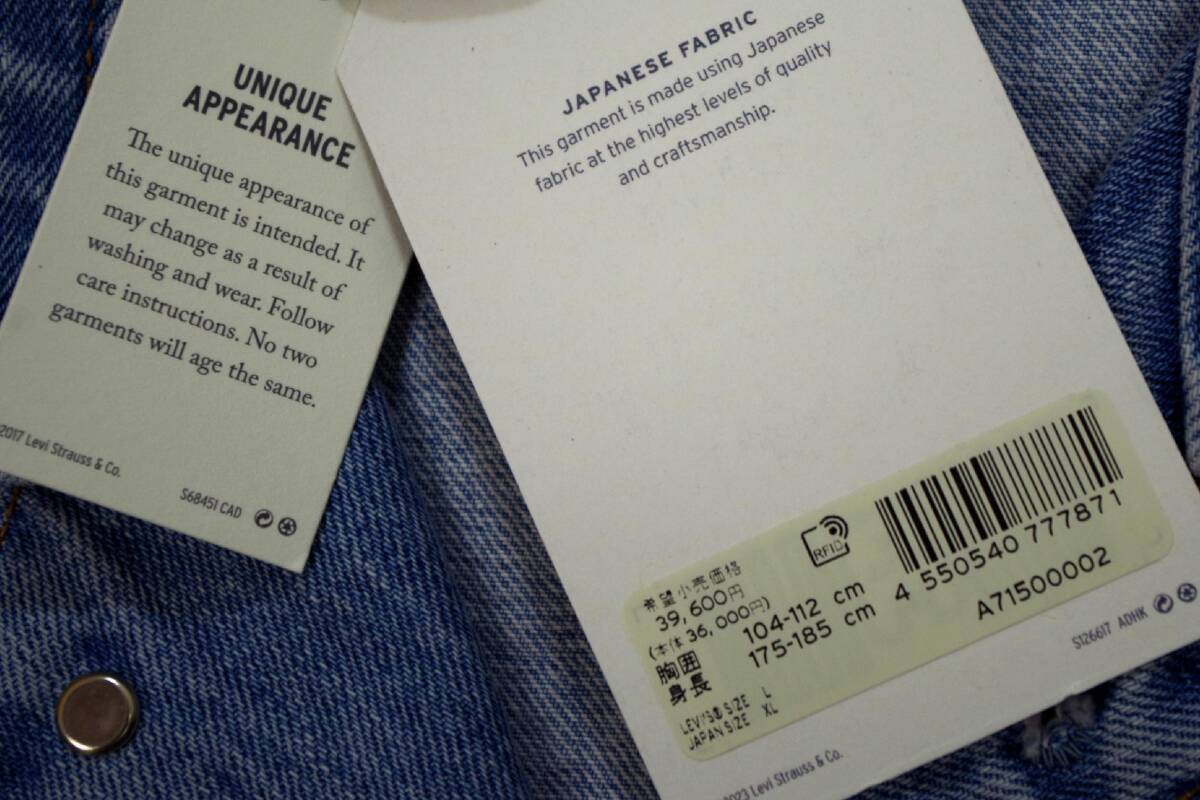 UNIQUE
APPEARANCE
The unique appearance of
this garment is intended. It
may change as a result of
washing and wear. Follow
care instructions. No two
garments will age the same.
2017 Levi Strauss & Co.
S68451 CAD
JAPANESE FABRIC
This garment is made using Japanese
fabric at the highest levels of quality
and craftsmanship.
RFID
4 550540 777871
A71500002
希望小売価格
39,600円
(本体 36,000円)
胸囲 104-112 cm
身長 175-185 cm
LEVI'S® SIZE L
JAPAN SIZE XL
S126617 ADHK
2023 Levi Strauss & Co.